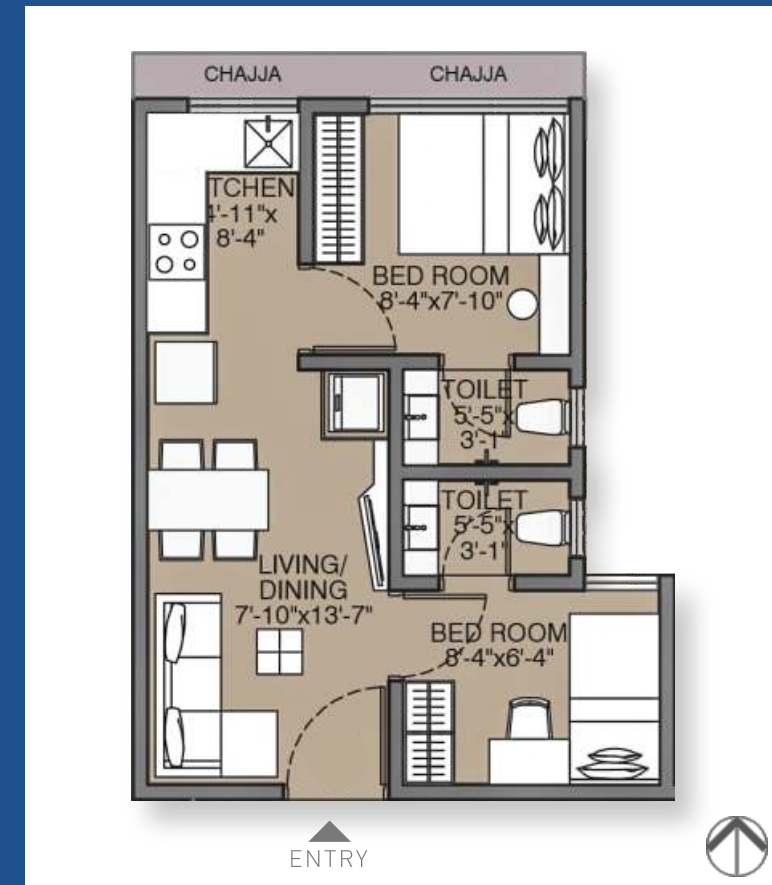 CHAJJA CHAJJA
TCHEN
4'-11"x
8'-4"
BED ROOM
8'-4"x7'-10"
TOILET
5'-5"x
3'-1"
TOILET
5'-5"x
3'-1"
LIVING/
DINING
7'-10"x13'-7"
BED ROOM
8'-4"x6'-4"
ENTRY